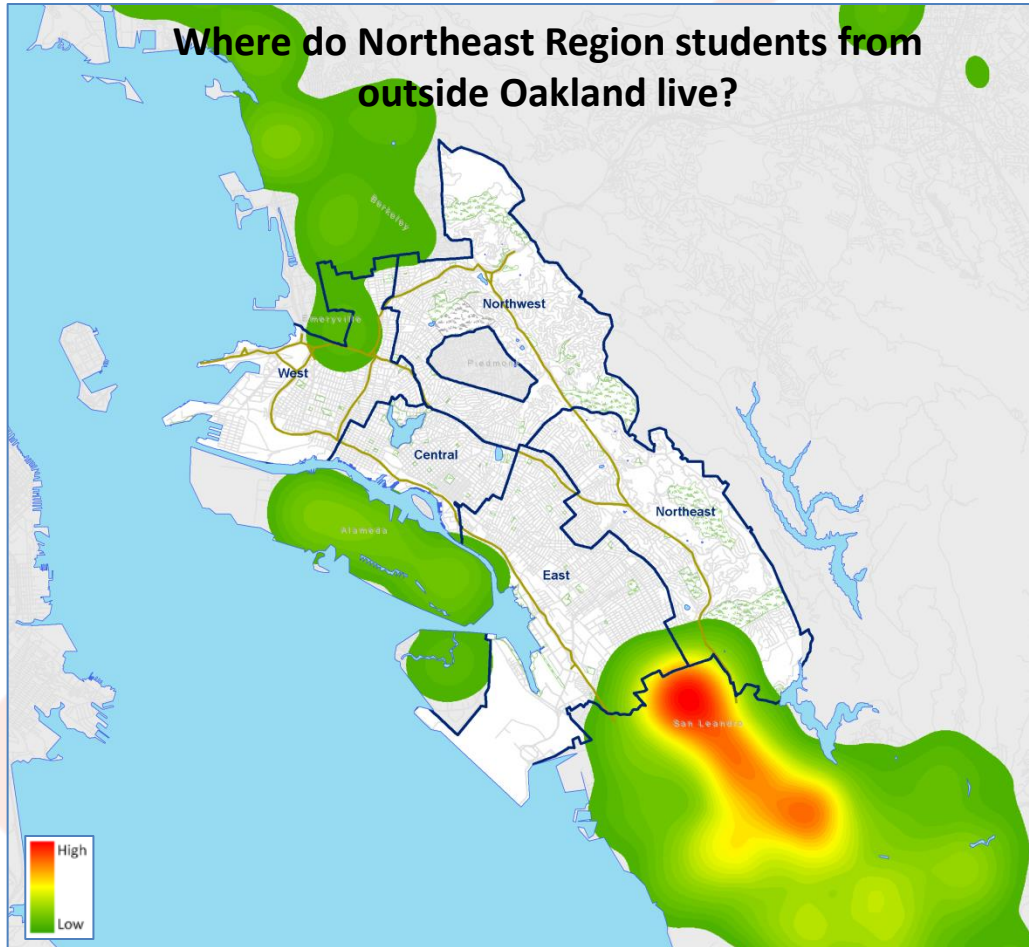 Where do Northeast Region students from
outside Oakland live?
Berkeley
Northwest
Emeryville
Piedmont
West
Central
Northeast
Alameda
East
San Leandro
High
Low